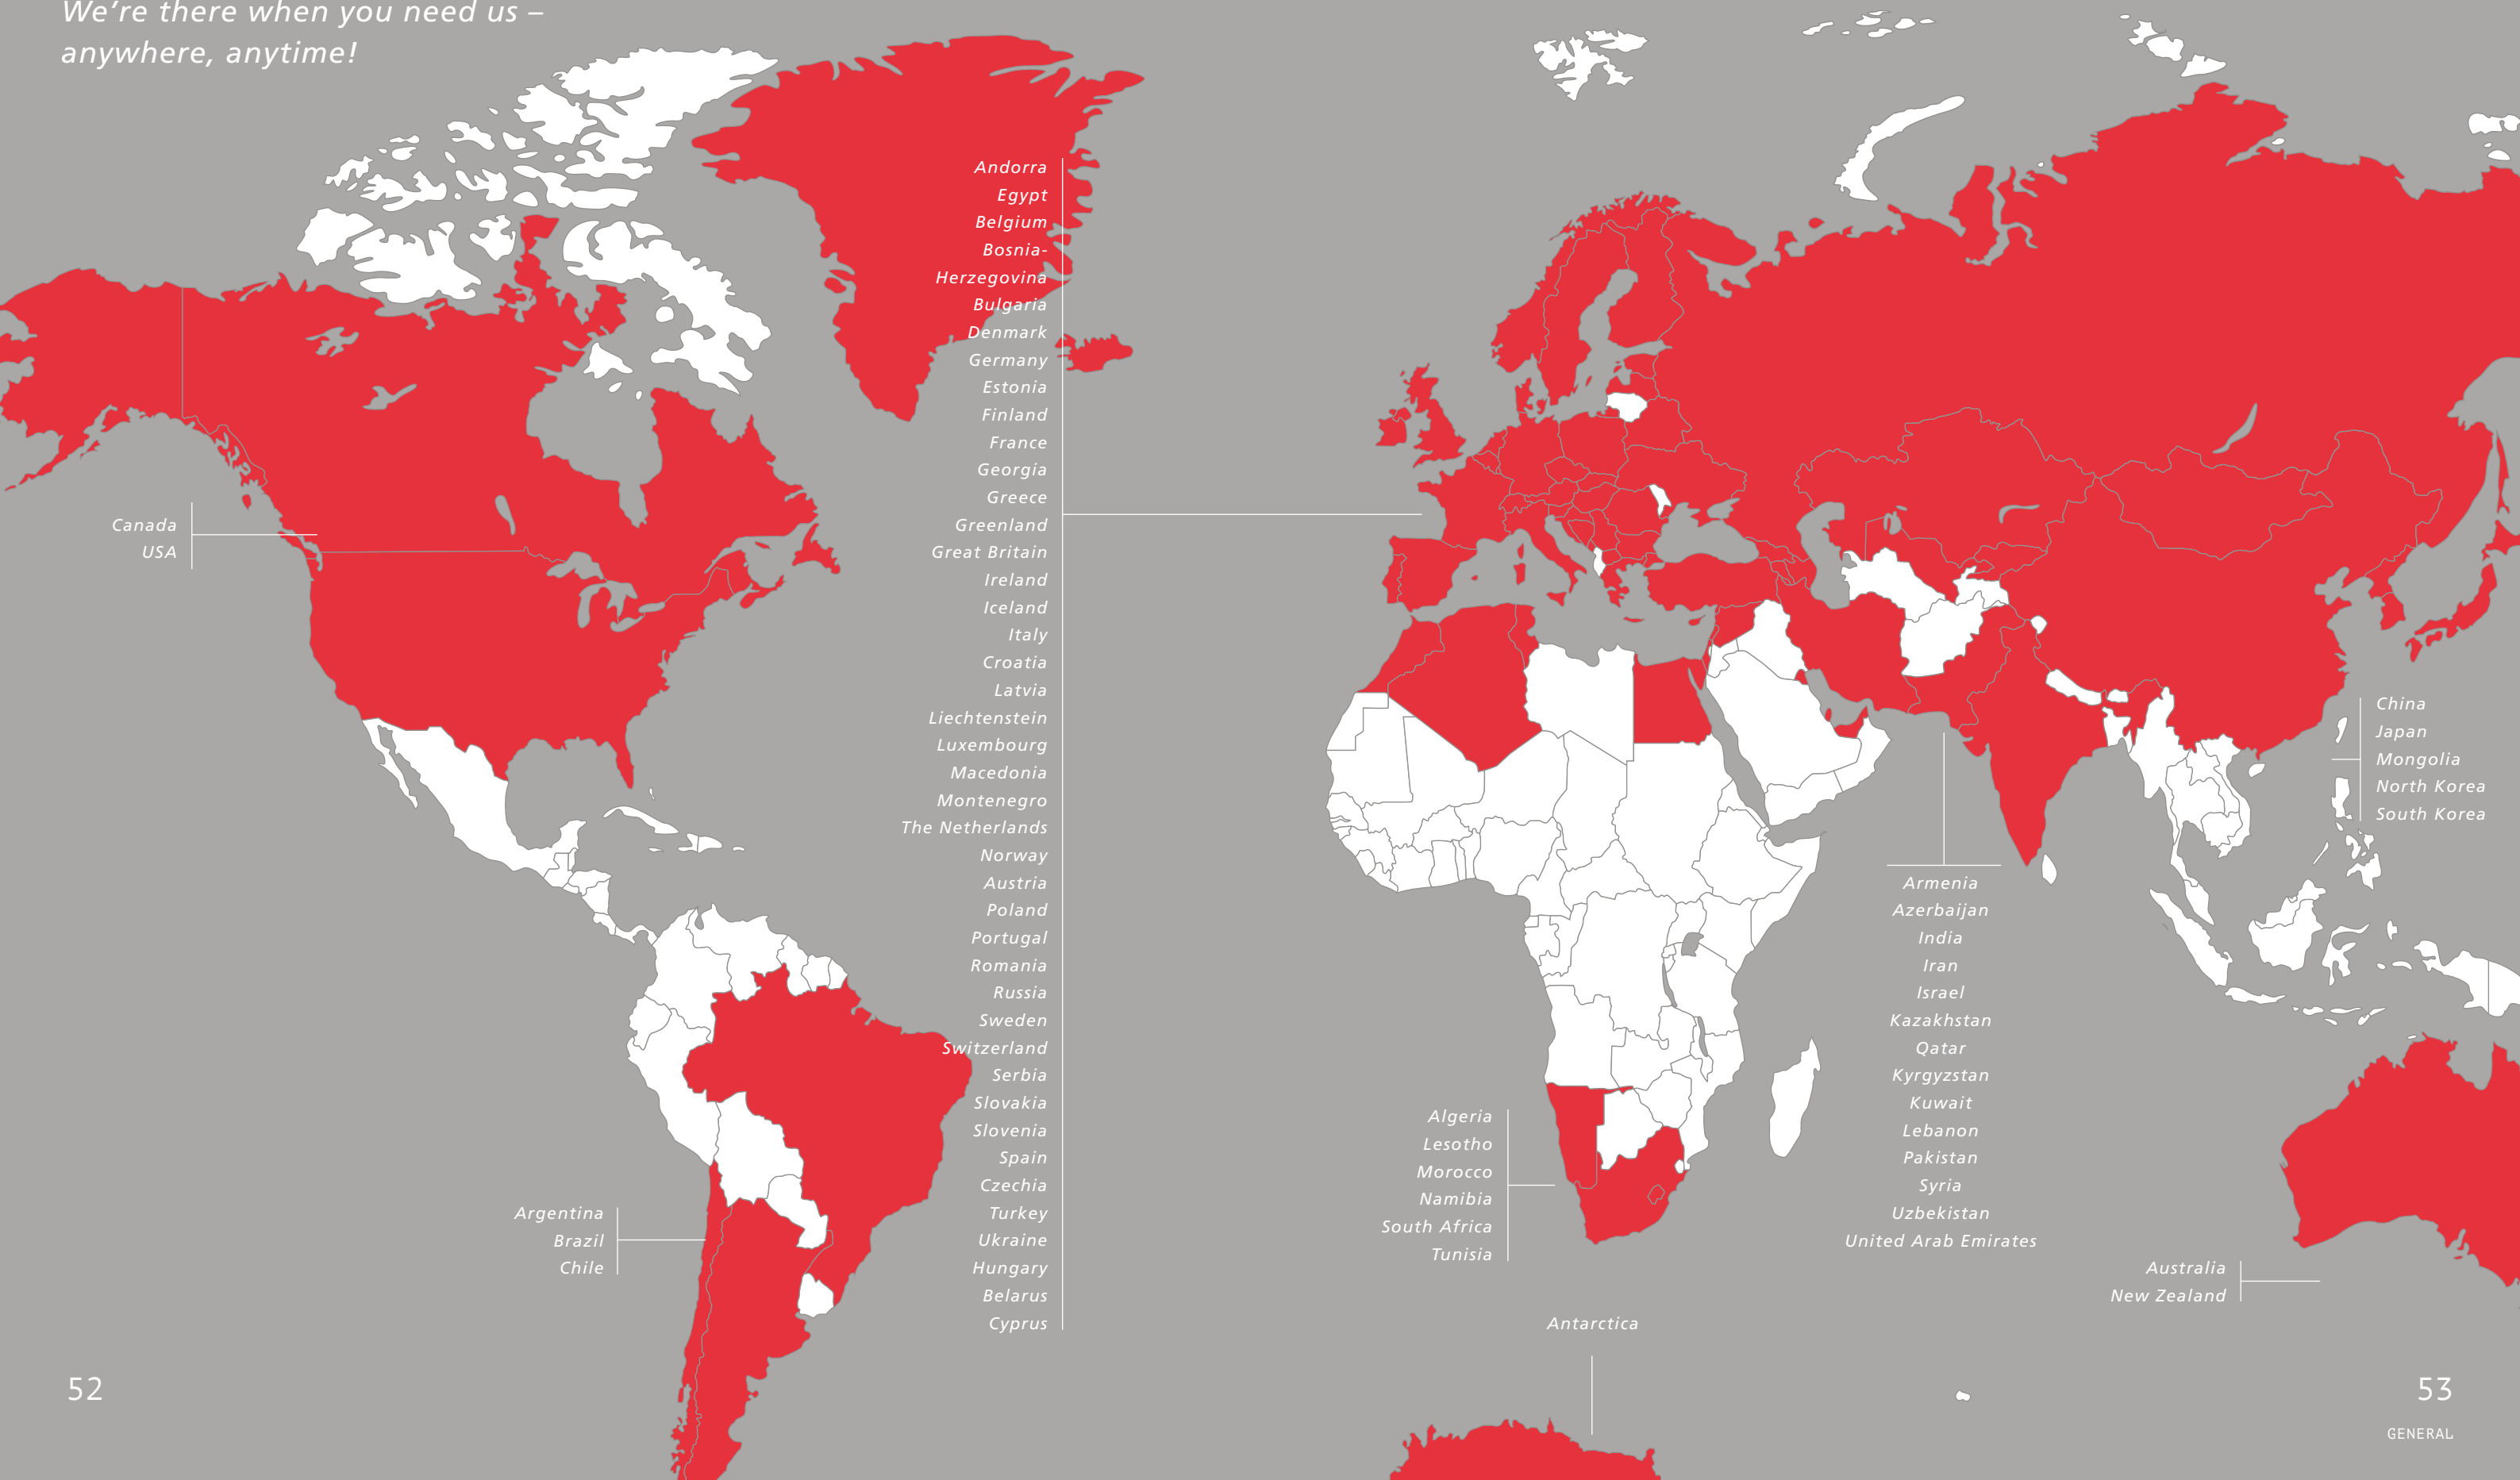 We're there when you need us –
anywhere, anytime!
Canada
USA
Andorra
Egypt
Belgium
Bosnia-
Herzegovina
Bulgaria
Denmark
Germany
Estonia
Finland
France
Georgia
Greece
Greenland
Great Britain
Ireland
Iceland
Italy
Croatia
Latvia
Liechtenstein
Luxembourg
Macedonia
Montenegro
The Netherlands
Norway
Austria
Poland
Portugal
Romania
Russia
Sweden
Switzerland
Serbia
Slovakia
Slovenia
Spain
Czechia
Turkey
Ukraine
Hungary
Belarus
Cyprus
Argentina
Brazil
Chile
Algeria
Lesotho
Morocco
Namibia
South Africa
Tunisia
Antarctica
Armenia
Azerbaijan
India
Iran
Israel
Kazakhstan
Qatar
Kyrgyzstan
Kuwait
Lebanon
Pakistan
Syria
Uzbekistan
United Arab Emirates
China
Japan
Mongolia
North Korea
South Korea
Australia
New Zealand
52
53
GENERAL